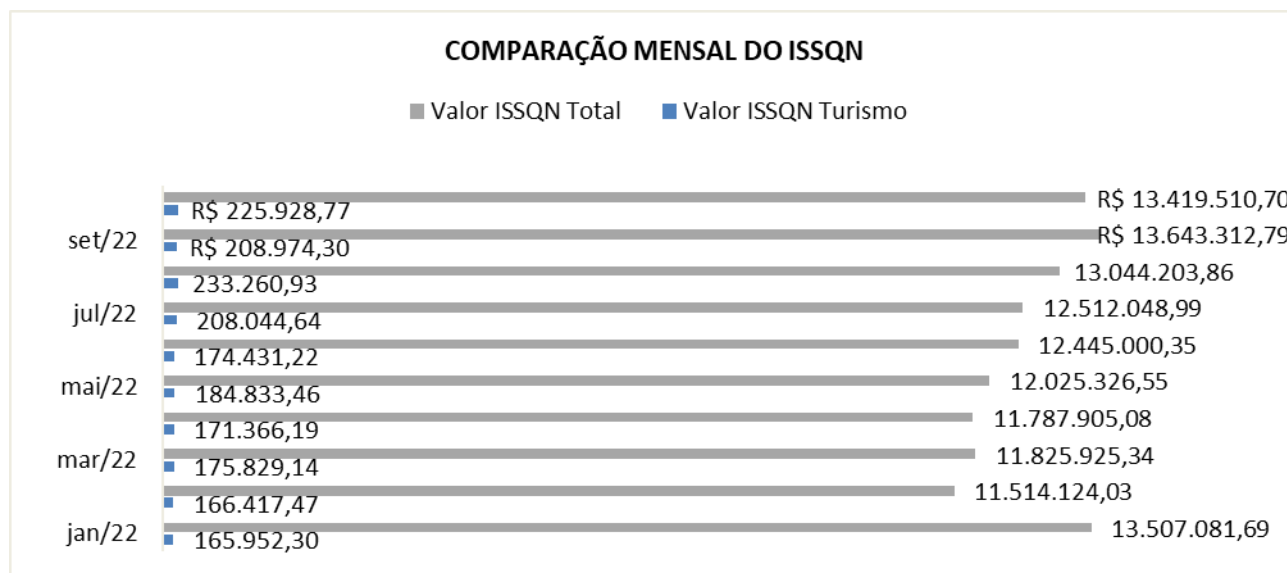 COMPARAÇÃO MENSAL DO ISSQN
Valor ISSQN Total Valor ISSQN Turismo
R$ 13.419.510,70
R$ 225.928,77
set/22 R$ 13.643.312,79
R$ 208.974,30
13.044.203,86
233.260,93
jul/22 12.512.048,99
208.044,64
12.445.000,35
174.431,22
mai/22 12.025.326,55
184.833,46
11.787.905,08
171.366,19
mar/22 11.825.925,34
175.829,14
11.514.124,03
166.417,47
jan/22 13.507.081,69
165.952,30